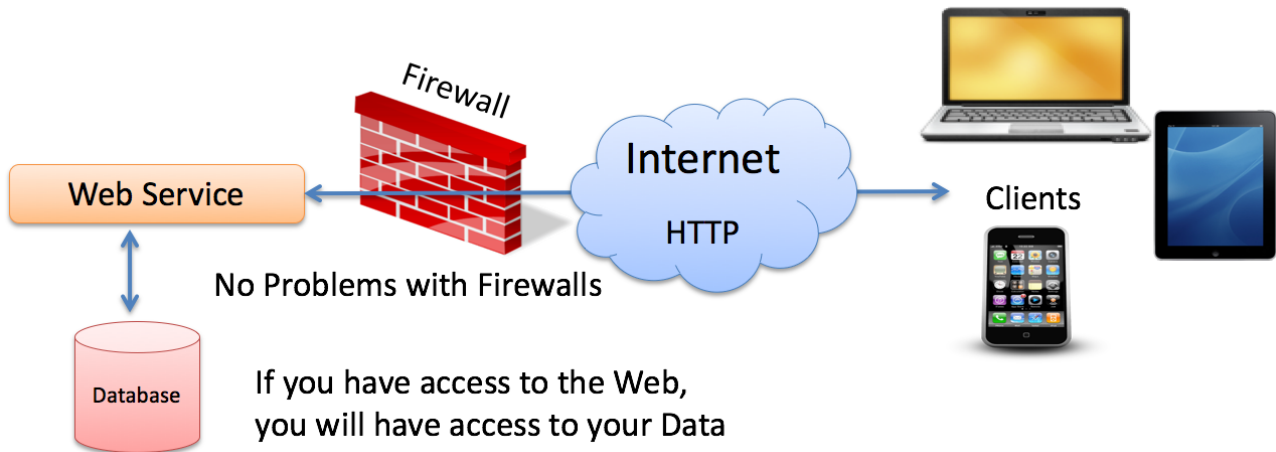 Firewall
Internet
Web Service
Clients
HTTP
No Problems with Firewalls
Database
If you have access to the Web,
you will have access to your Data